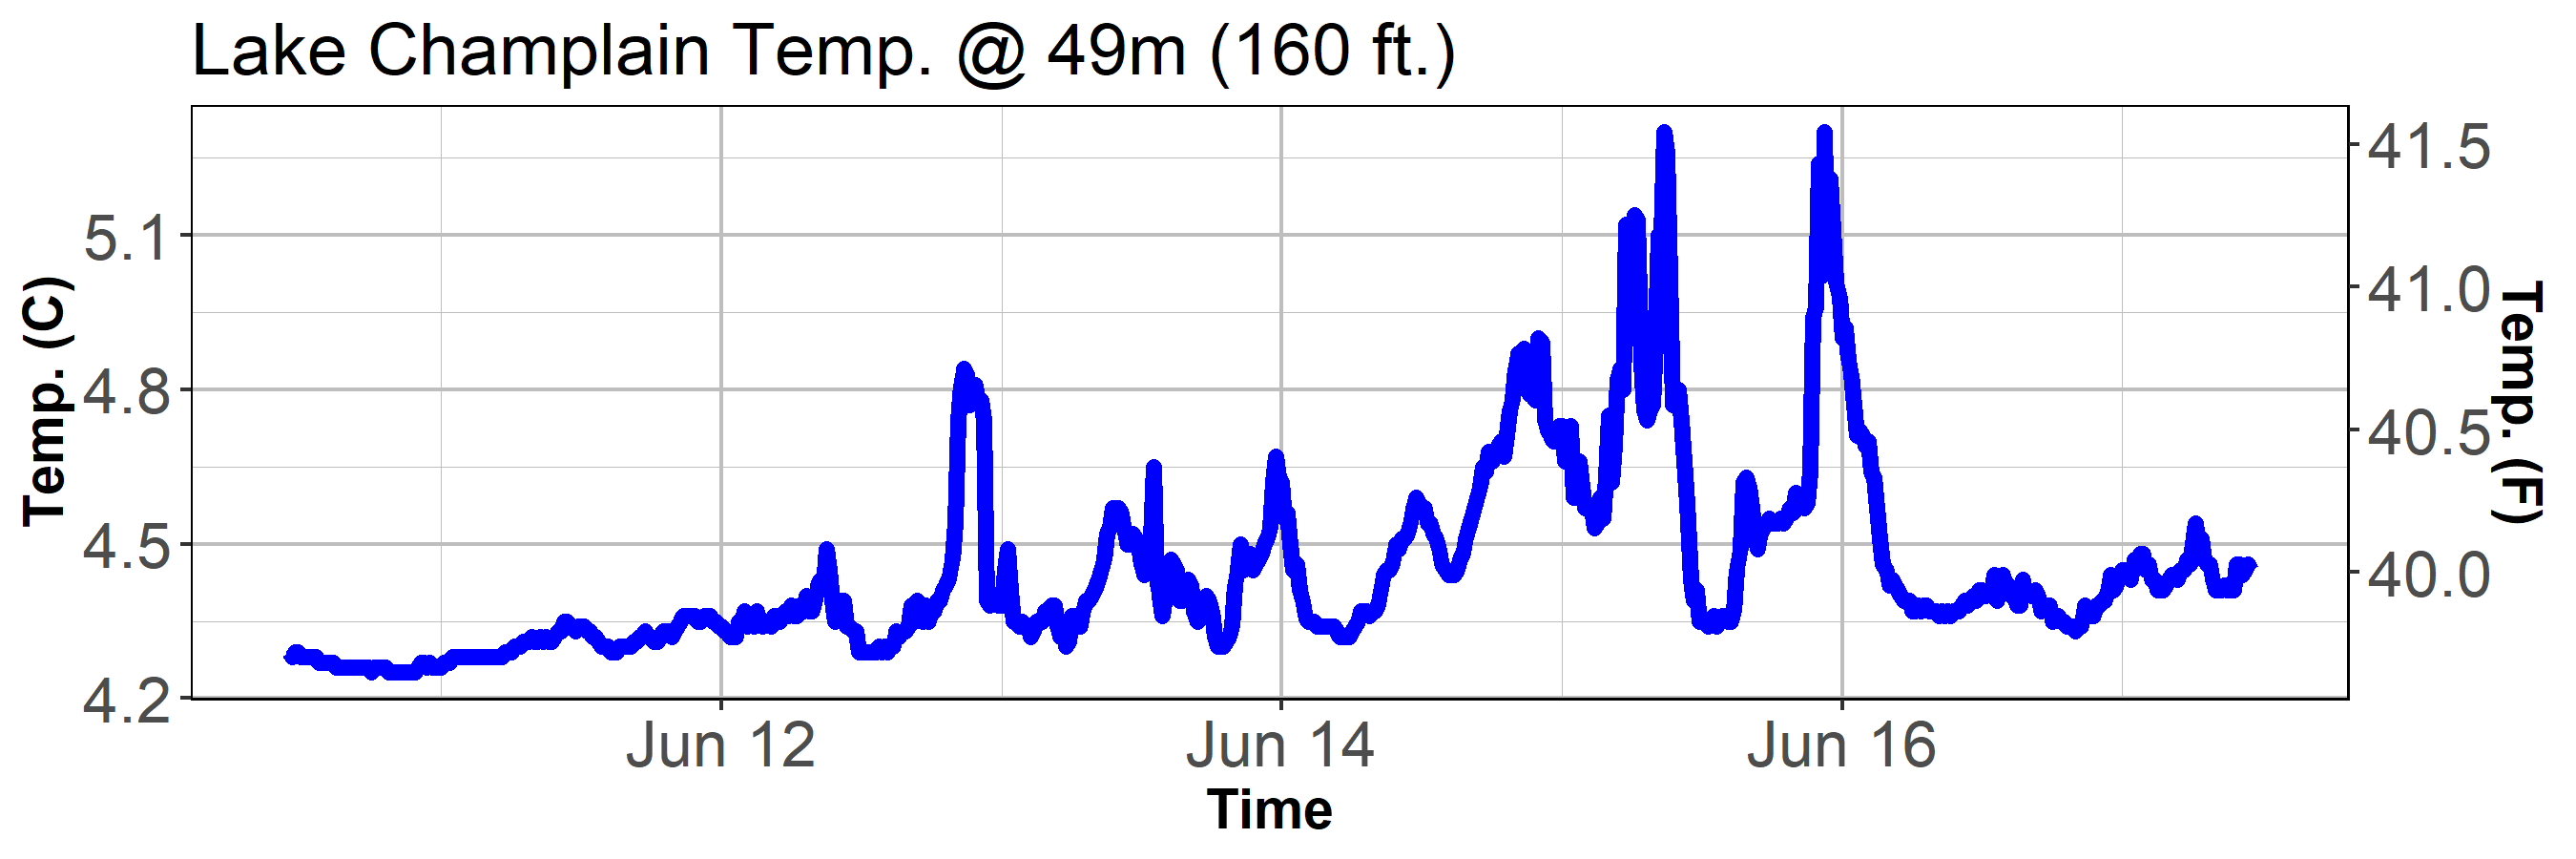 Lake Champlain Temp. @ 49m (160 ft.)
Temp. (C)
5.1
4.8
4.5
4.2
41.5
41.0
40.5
40.0
Temp. (F)
Jun 12
Jun 14
Jun 16
Time